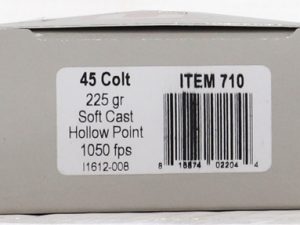 45 Colt
225 gr
Soft Cast
Hollow Point
1050 fps
I1612-008
ITEM 710
8 18874 02204 4